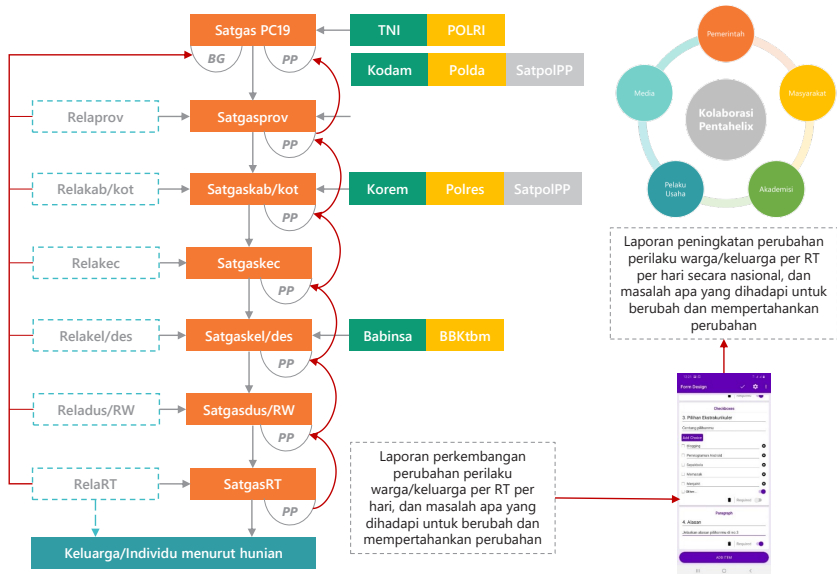 Satgas PC19
BG
PP
TNI
POLRI
Kodam
Polda
SatpolPP
Relaprov
Satgasprov
PP
Relakab/kot
Satgaskab/kot
PP
Korem
Polres
SatpolPP
Relakec
Satgaskec
PP
Relakel/des
Satgaskel/des
PP
Babinsa
BBKtbm
Reladus/RW
Satgasdus/RW
PP
RelaRT
SatgasRT
PP
Keluarga/Individu menurut hunian
Laporan perkembangan
perubahan perilaku
warga/keluarga per RT per
hari, dan masalah apa yang
dihadapi untuk berubah dan
mempertahankan perubahan
Pemerintah
Media
Masyarakat
Kolaborasi
Pentahelix
Pelaku
Usaha
Akademisi
Laporan peningkatan perubahan
perilaku warga/keluarga per RT
per hari secara nasional, dan
masalah apa yang dihadapi untuk
berubah dan mempertahankan
perubahan
Form Design
Required
Checkboxes
3. Pilihan Ekstrakurikuler
Add Choice
Required
Paragraph
4. Alasan
Required
ADD ITEM